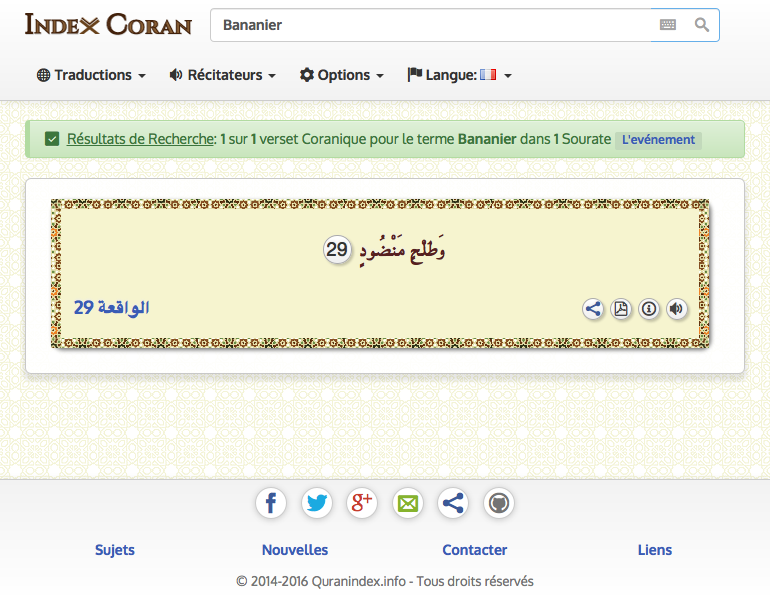 Index Coran
Bananier
Traductions Récitateurs Options Langue:
Résultats de Recherche: 1 sur 1 verset Coranique pour le terme Bananier dans 1 Sourate L'evénement
وَطَلْحٍ مَنْضُودٍ 29
الواقعة 29
Sujets Nouvelles Contacter Liens
© 2014-2016 Quranindex.info - Tous droits réservés